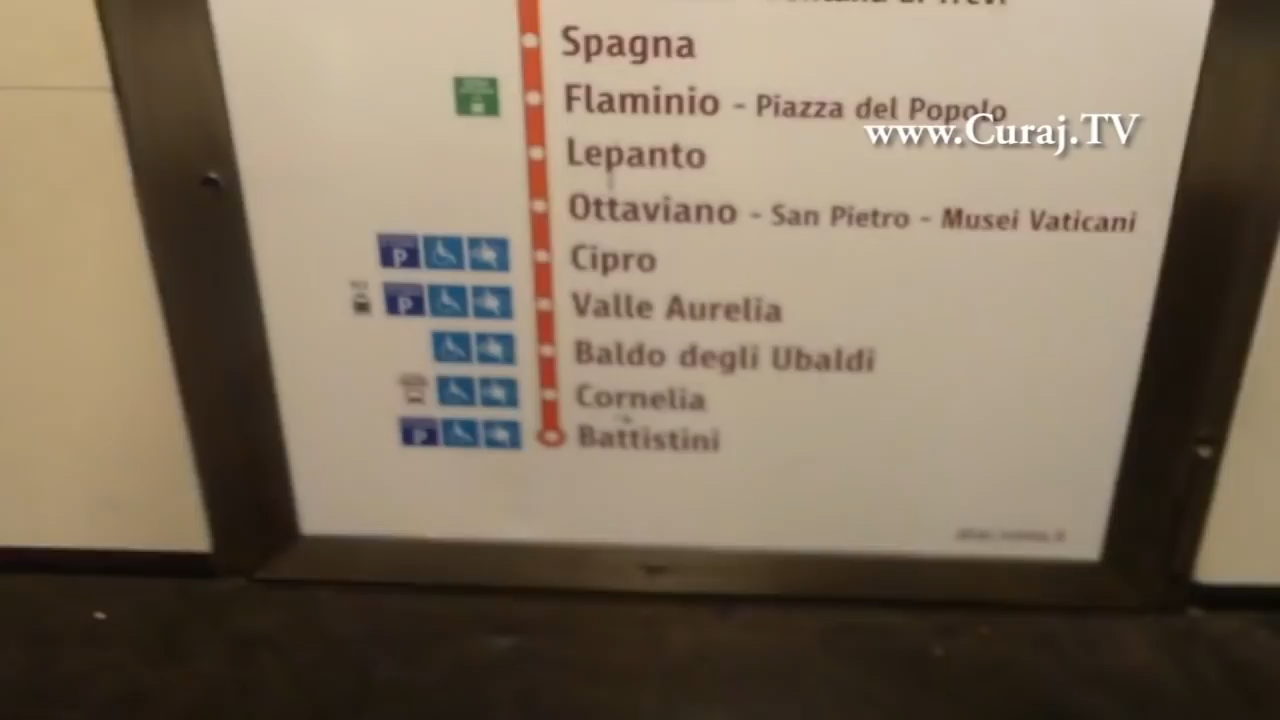 Spagna
Flaminio - Piazza del Popolo
www.Curaj.TV
Lepanto
Ottaviano - San Pietro - Musei Vaticani
P Cipro
P Valle Aurelia
Baldo degli Ubaldi
Cornelia
P Battistini